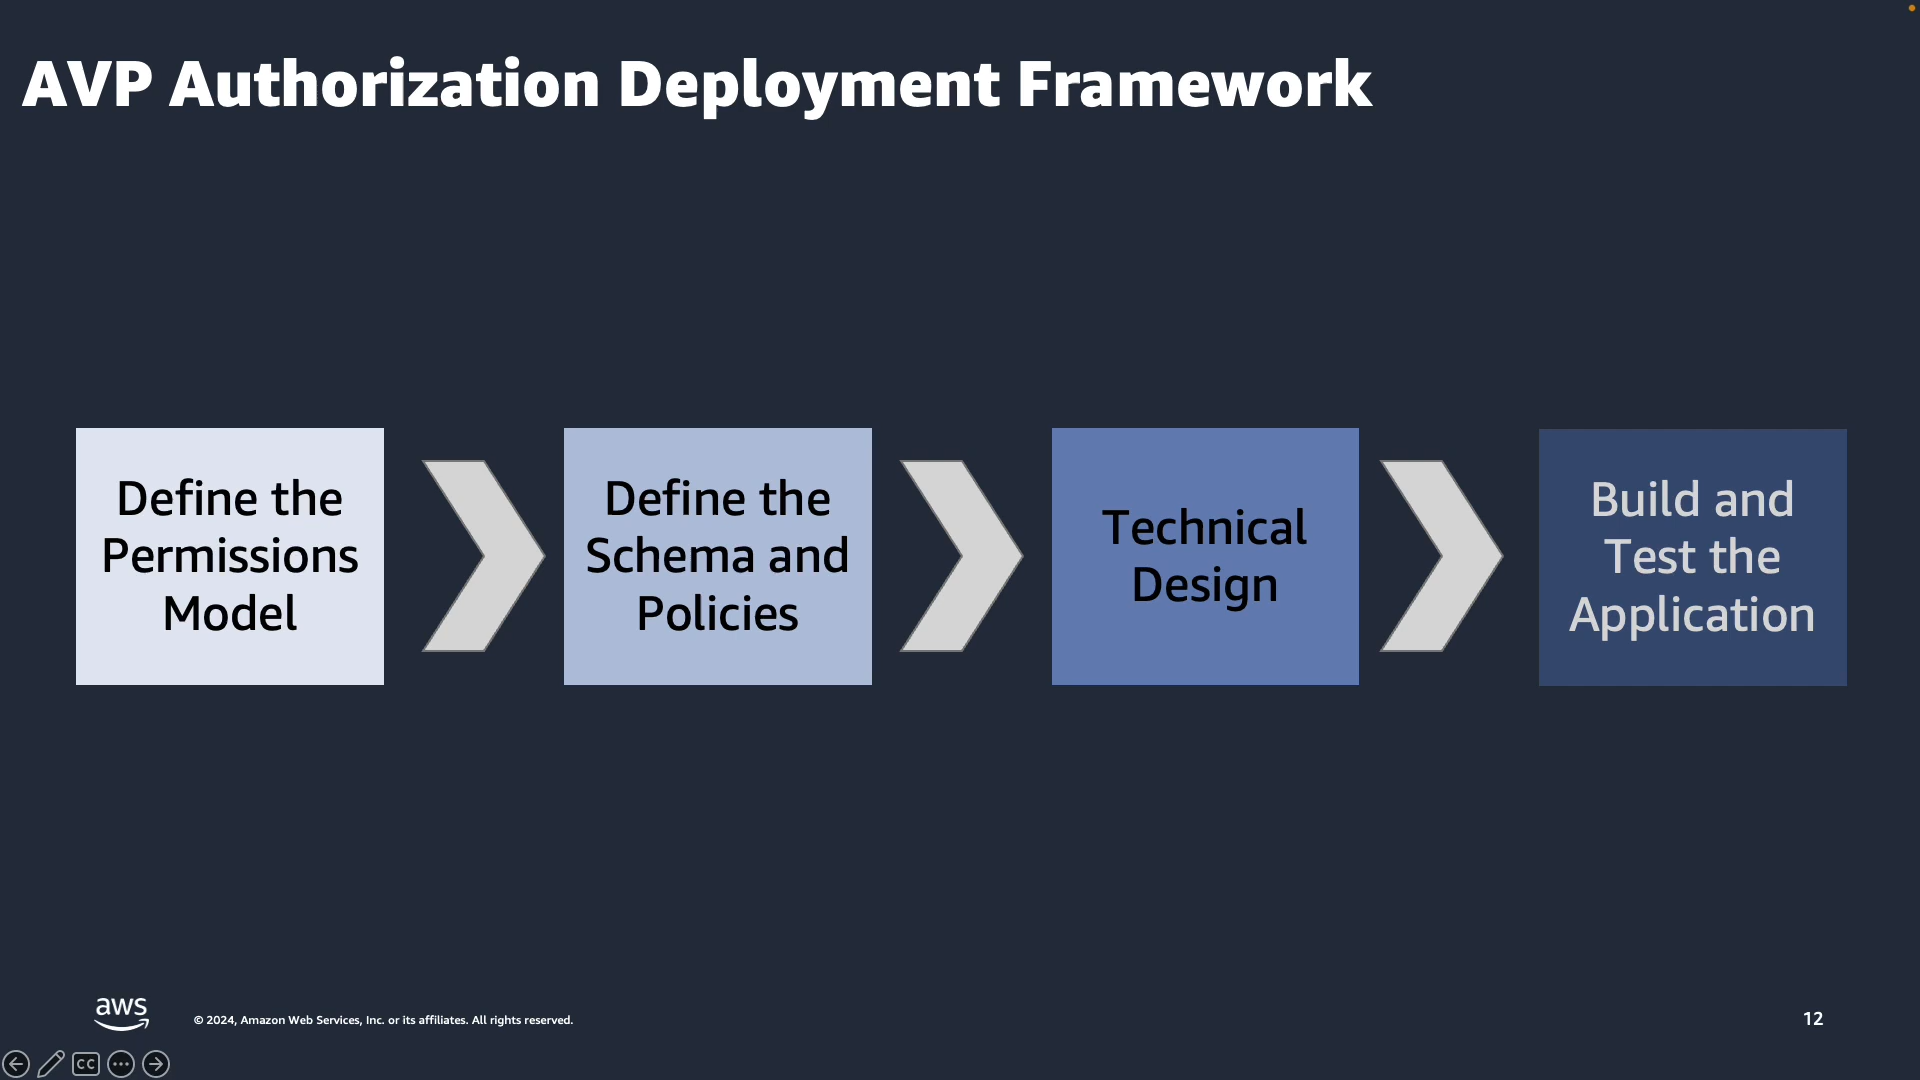 AVP Authorization Deployment Framework
Define the
Permissions
Model
Define the
Schema and
Policies
Technical
Design
Build and
Test the
Application
aws
© 2024, Amazon Web Services, Inc. or its affiliates. All rights reserved.
12
CC